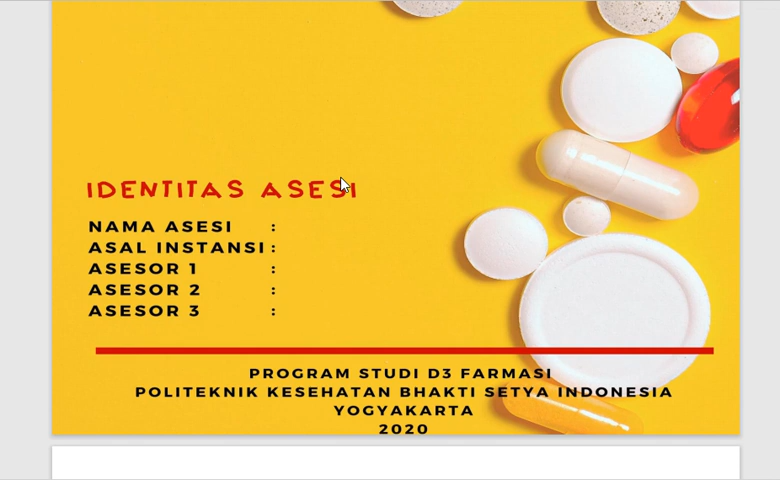 IDENTITAS ASESI
NAMA ASESI :
ASAL INSTANSI :
ASESOR 1 :
ASESOR 2 :
ASESOR 3 :
PROGRAM STUDI D3 FARMASI
POLITEKNIK KESEHATAN BHAKTI SETYA INDONESIA
YOGYAKARTA
2020